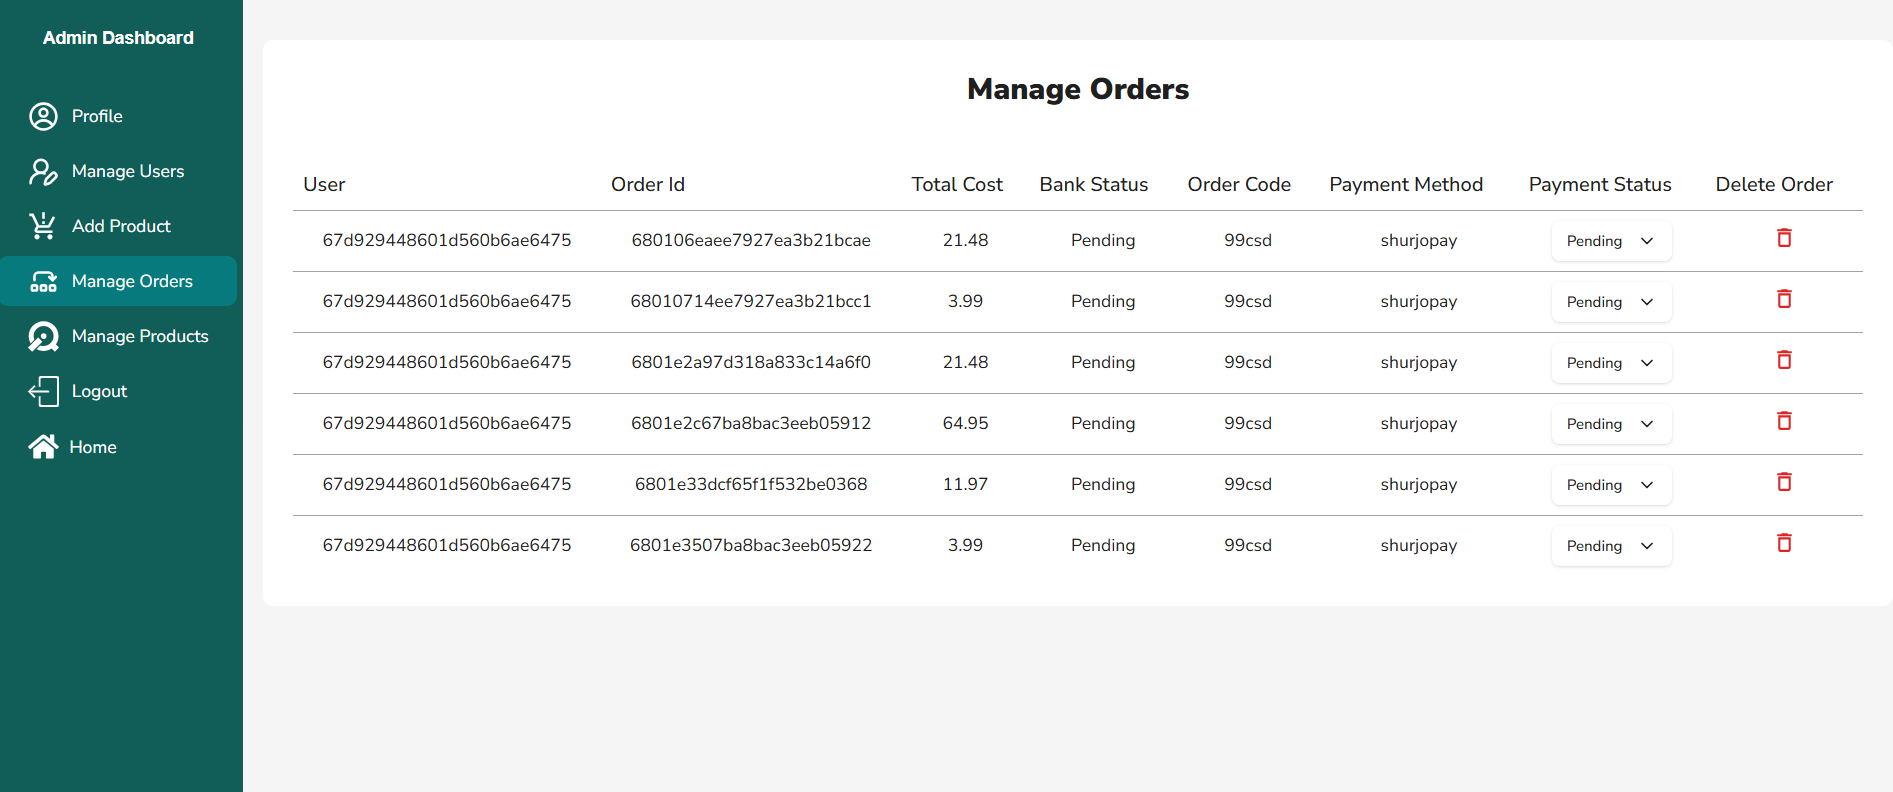 Admin Dashboard
Profile
Manage Users
Add Product
Manage Orders
Manage Products
Logout
Home
Manage Orders
User Order Id Total Cost Bank Status Order Code Payment Method Payment Status Delete Order
67d929448601d560b6ae6475 680106eaee7927ea3b21bcae 21.48 Pending 99csd shurjopay Pending
67d929448601d560b6ae6475 68010714ee7927ea3b21bcc1 3.99 Pending 99csd shurjopay Pending
67d929448601d560b6ae6475 6801e2a97d318a833c14a6f0 21.48 Pending 99csd shurjopay Pending
67d929448601d560b6ae6475 6801e2c67ba8bac3eeb05912 64.95 Pending 99csd shurjopay Pending
67d929448601d560b6ae6475 6801e33dcf65f1f532be0368 11.97 Pending 99csd shurjopay Pending
67d929448601d560b6ae6475 6801e3507ba8bac3eeb05922 3.99 Pending 99csd shurjopay Pending